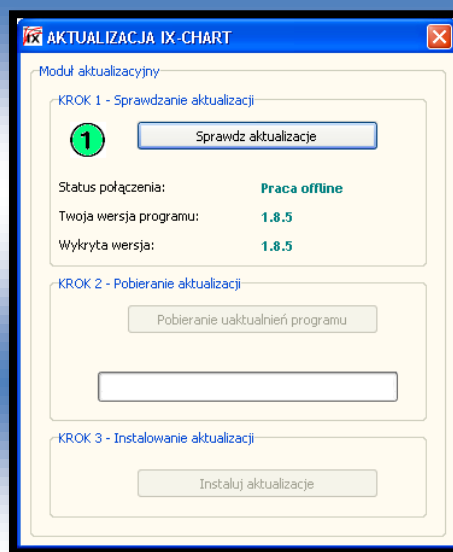 iX AKTUALIZACJA IX-CHART
Moduł aktualizacyjny
KROK 1 - Sprawdzanie aktualizacji
1 Sprawdz aktualizacje
Status połączenia: Praca offline
Twoja wersja programu: 1.8.5
Wykryta wersja: 1.8.5
KROK 2 - Pobieranie aktualizacji
Pobieranie uaktualnień programu
KROK 3 - Instalowanie aktualizacji
Instaluj aktualizacje